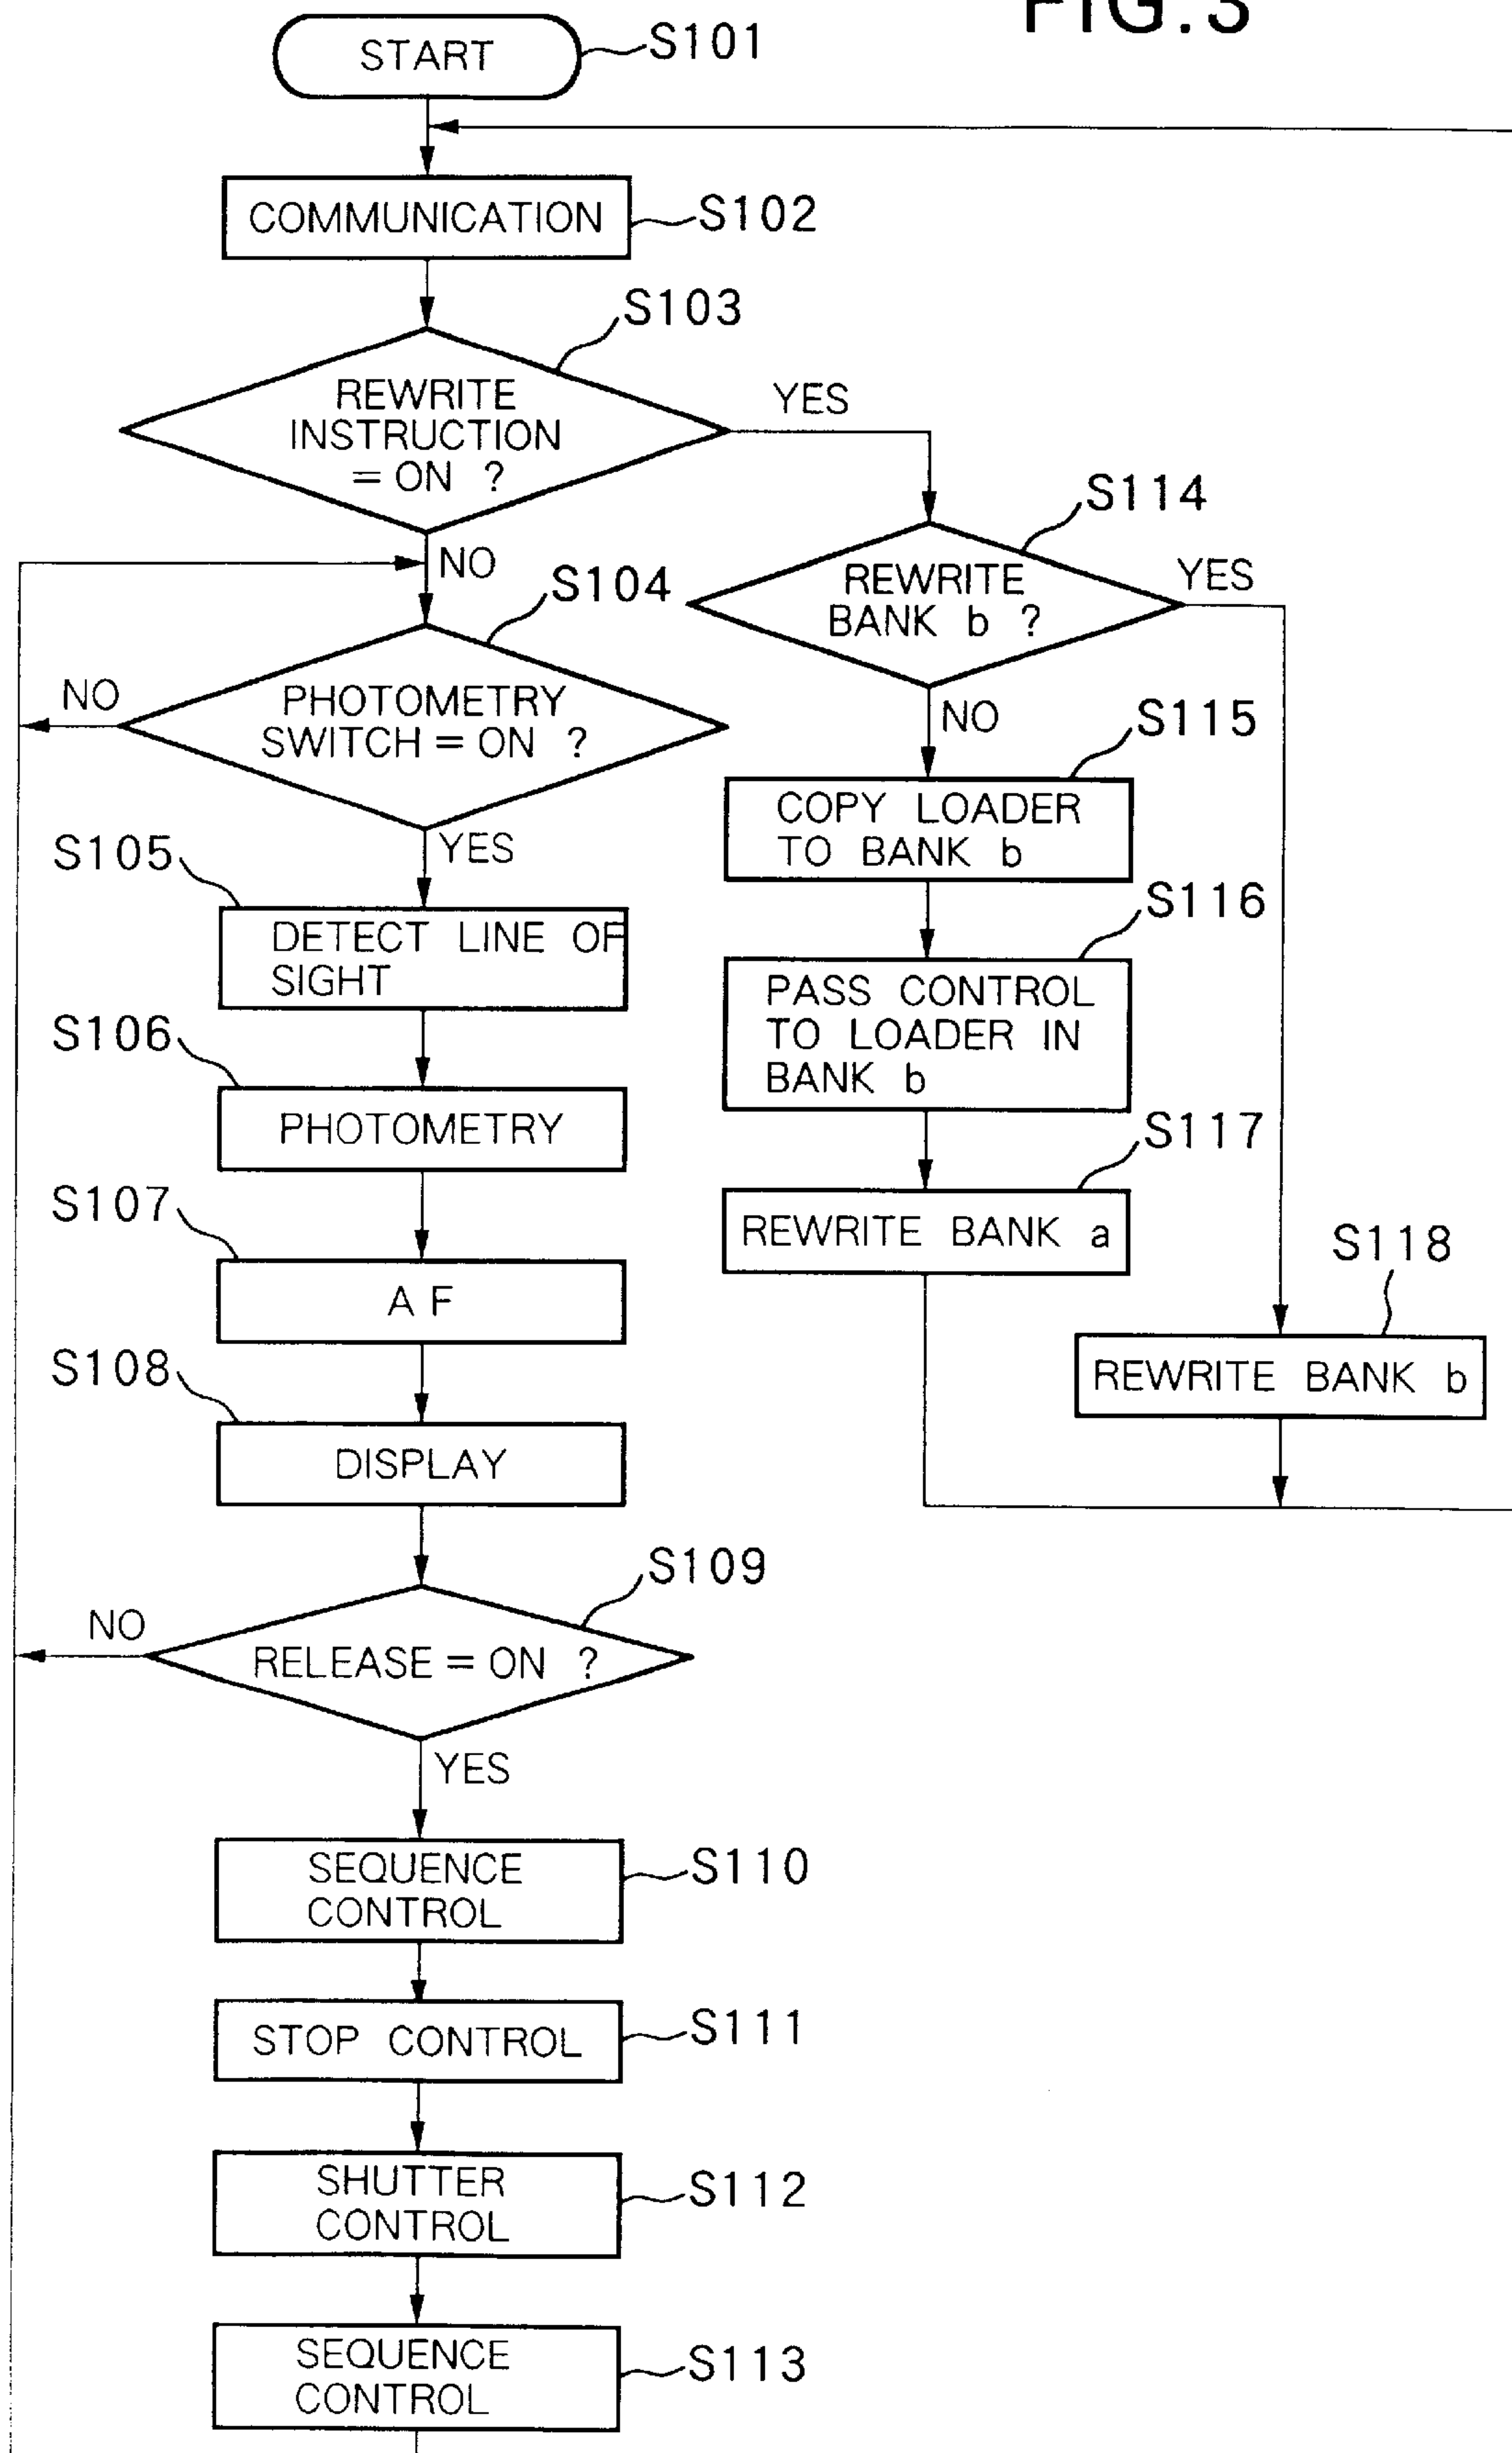 FIG.3
START
S101
COMMUNICATION
S102
S103
REWRITE
INSTRUCTION
= ON ?
YES
NO
S114
REWRITE
BANK b ?
YES
NO
S104
PHOTOMETRY
SWITCH = ON ?
NO
YES
S115
COPY LOADER
TO BANK b
S105
DETECT LINE OF
SIGHT
S116
PASS CONTROL
TO LOADER IN
BANK b
S106
PHOTOMETRY
S117
REWRITE BANK a
S107
A F
S118
REWRITE BANK b
S108
DISPLAY
S109
RELEASE = ON ?
NO
YES
SEQUENCE
CONTROL
S110
STOP CONTROL
S111
SHUTTER
CONTROL
S112
SEQUENCE
CONTROL
S113